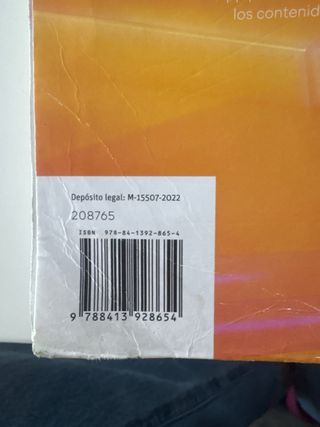 los contenid
Depósito legal: M-15507-2022
208765
ISBN 978-84-1392-865-4
9 788413 928654